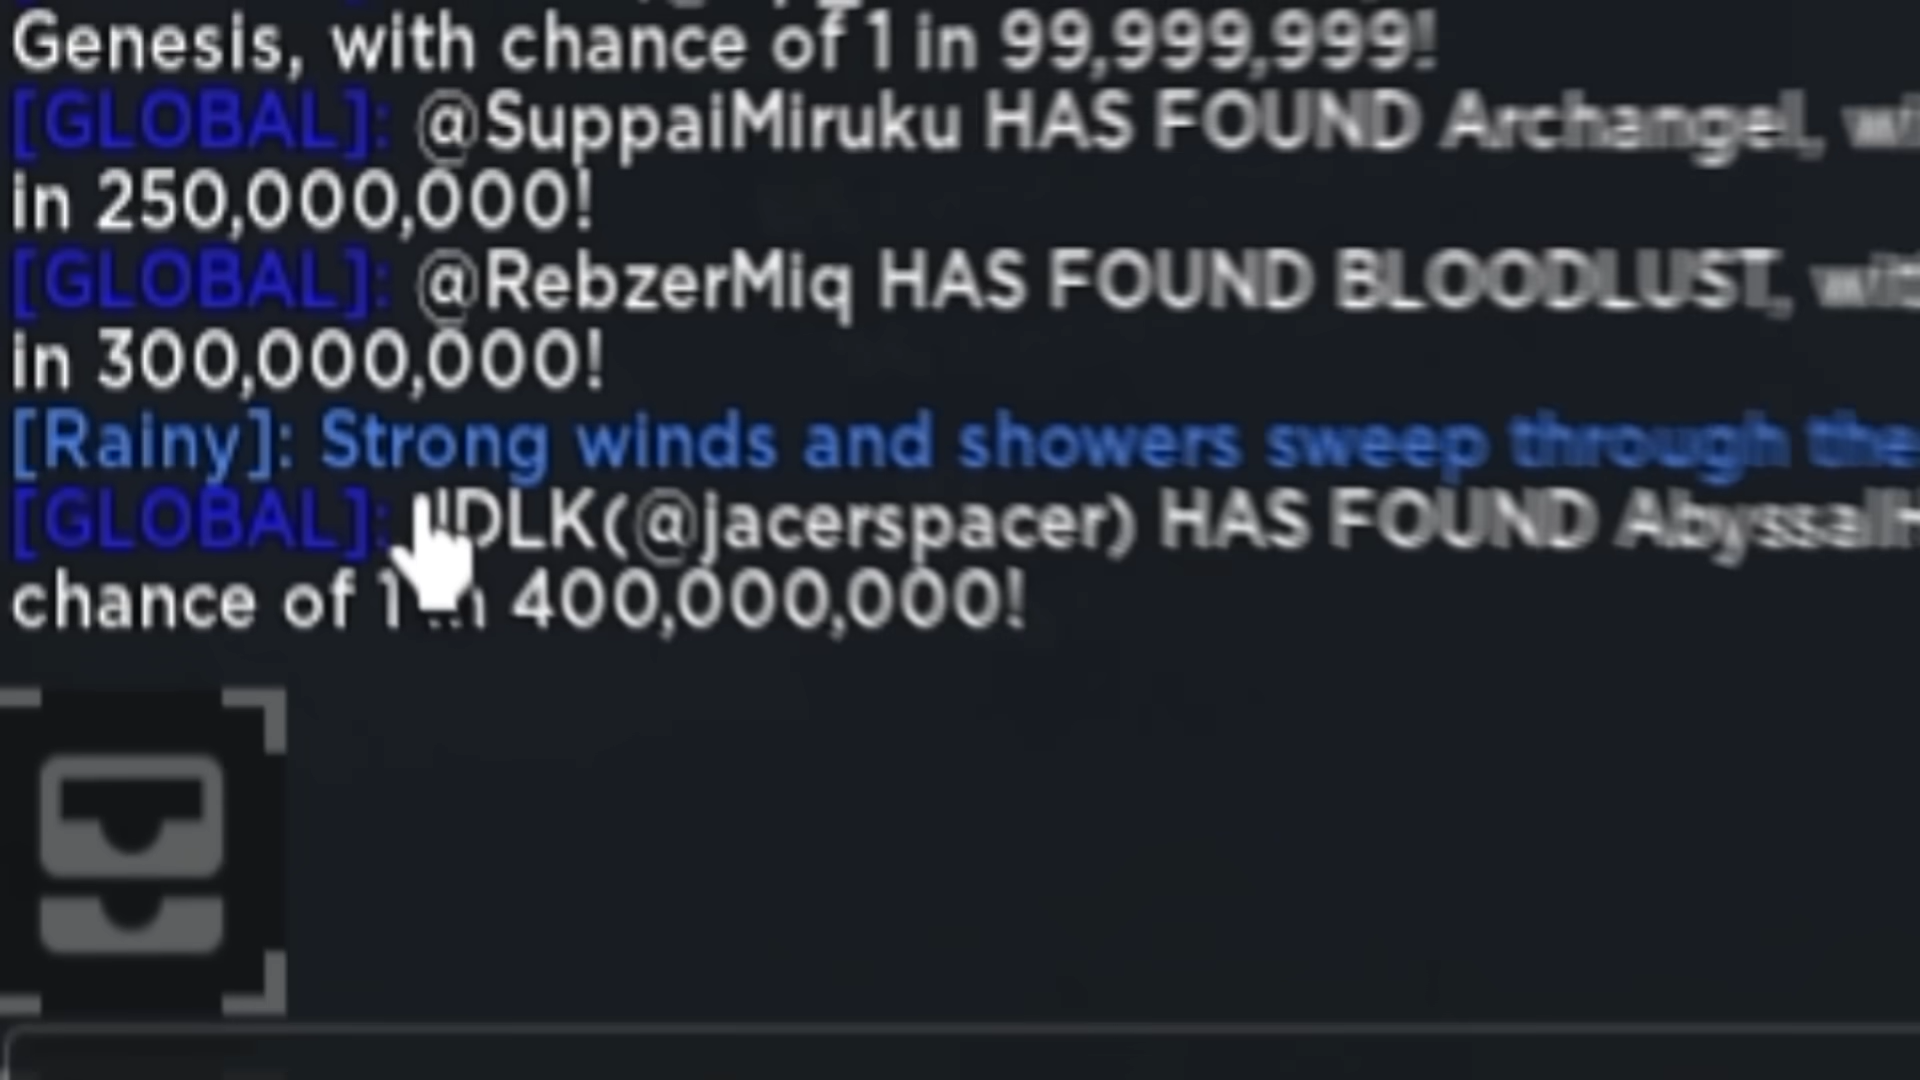 Genesis, with chance of 1 in 99,999,999!
[GLOBAL]: @SuppaiMiruku HAS FOUND Archangel,
in 250,000,000!
[GLOBAL]: @RebzerMiq HAS FOUND BLOODLUST,
in 300,000,000!
[Rainy]: Strong winds and showers sweep through the
[GLOBAL]: (@jacerspacer) HAS FOUND
chance of 1 400,000,000!